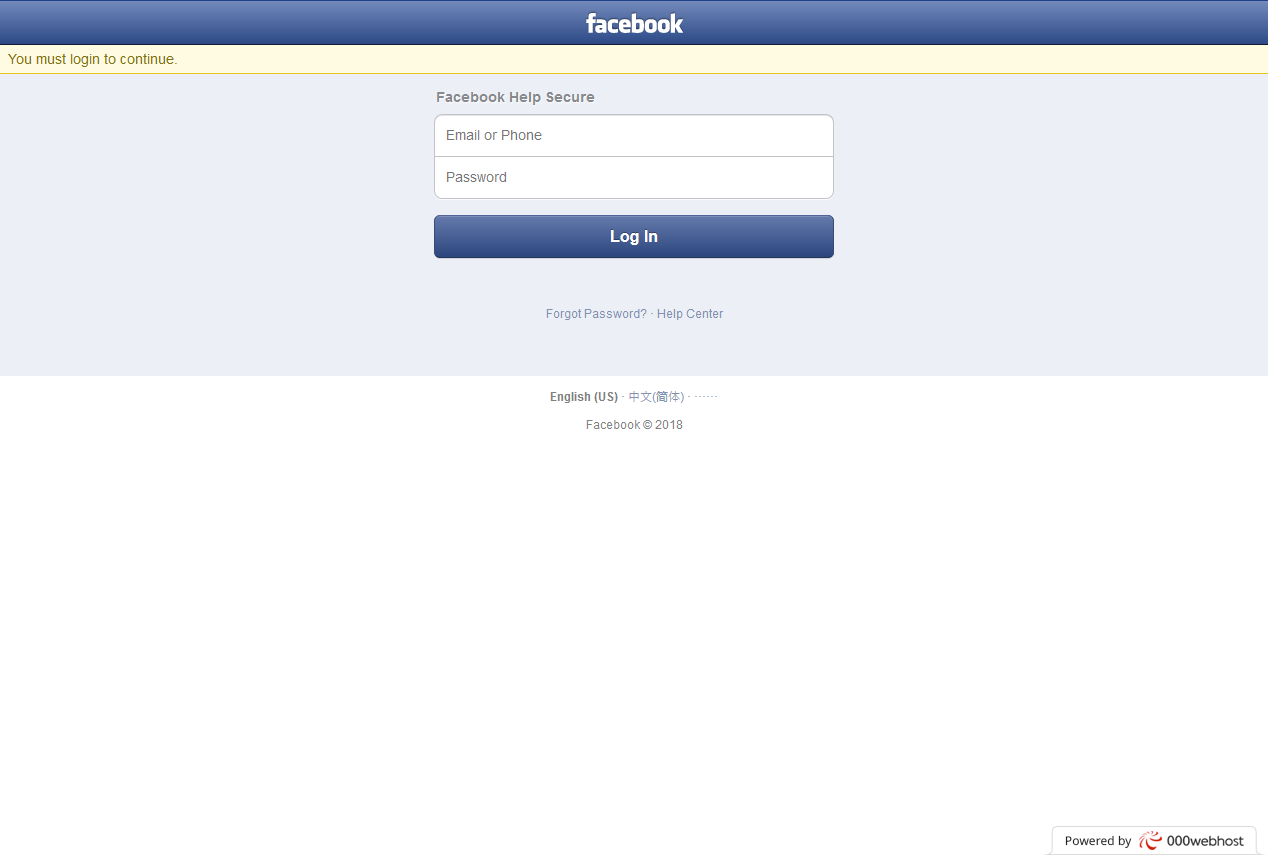 facebook
You must login to continue.
Facebook Help Secure
Email or Phone
Password
Log In
Forgot Password? · Help Center
English (US) · 中文(简体) · ······
Facebook © 2018
Powered by 000webhost